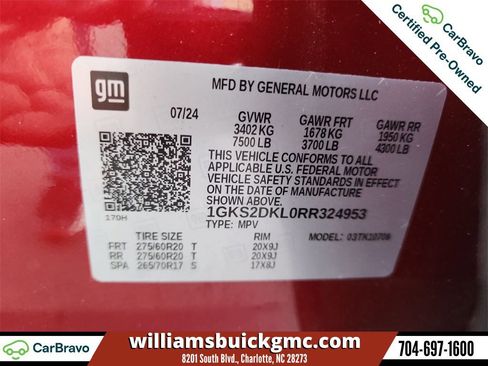 CarBravo
Certified Pre-Owned
gm
MFD BY GENERAL MOTORS LLC
07/24 GVWR GAWR FRT GAWR RR
3402 KG 1678 KG 1950 KG
7500 LB 3700 LB 4300 LB
THIS VEHICLE CONFORMS TO ALL
APPLICABLE U.S. FEDERAL MOTOR
VEHICLE SAFETY AND THEFT
PREVENTION STANDARDS IN EFFECT
ON THE DATE OF MANUFACTURE
SHOWN ABOVE.
1GKS2DKL0RR324953
170H TYPE: MPV MODEL: 03TK10706
TIRE SIZE RIM
FRT 275/60R20 T 20X9J
RR 275/60R20 T 20X9J
SPA 265/70R17 S 17X8J
CarBravo
williamsbuickgmc.com
8201 South Blvd., Charlotte, NC 28273
704-697-1600